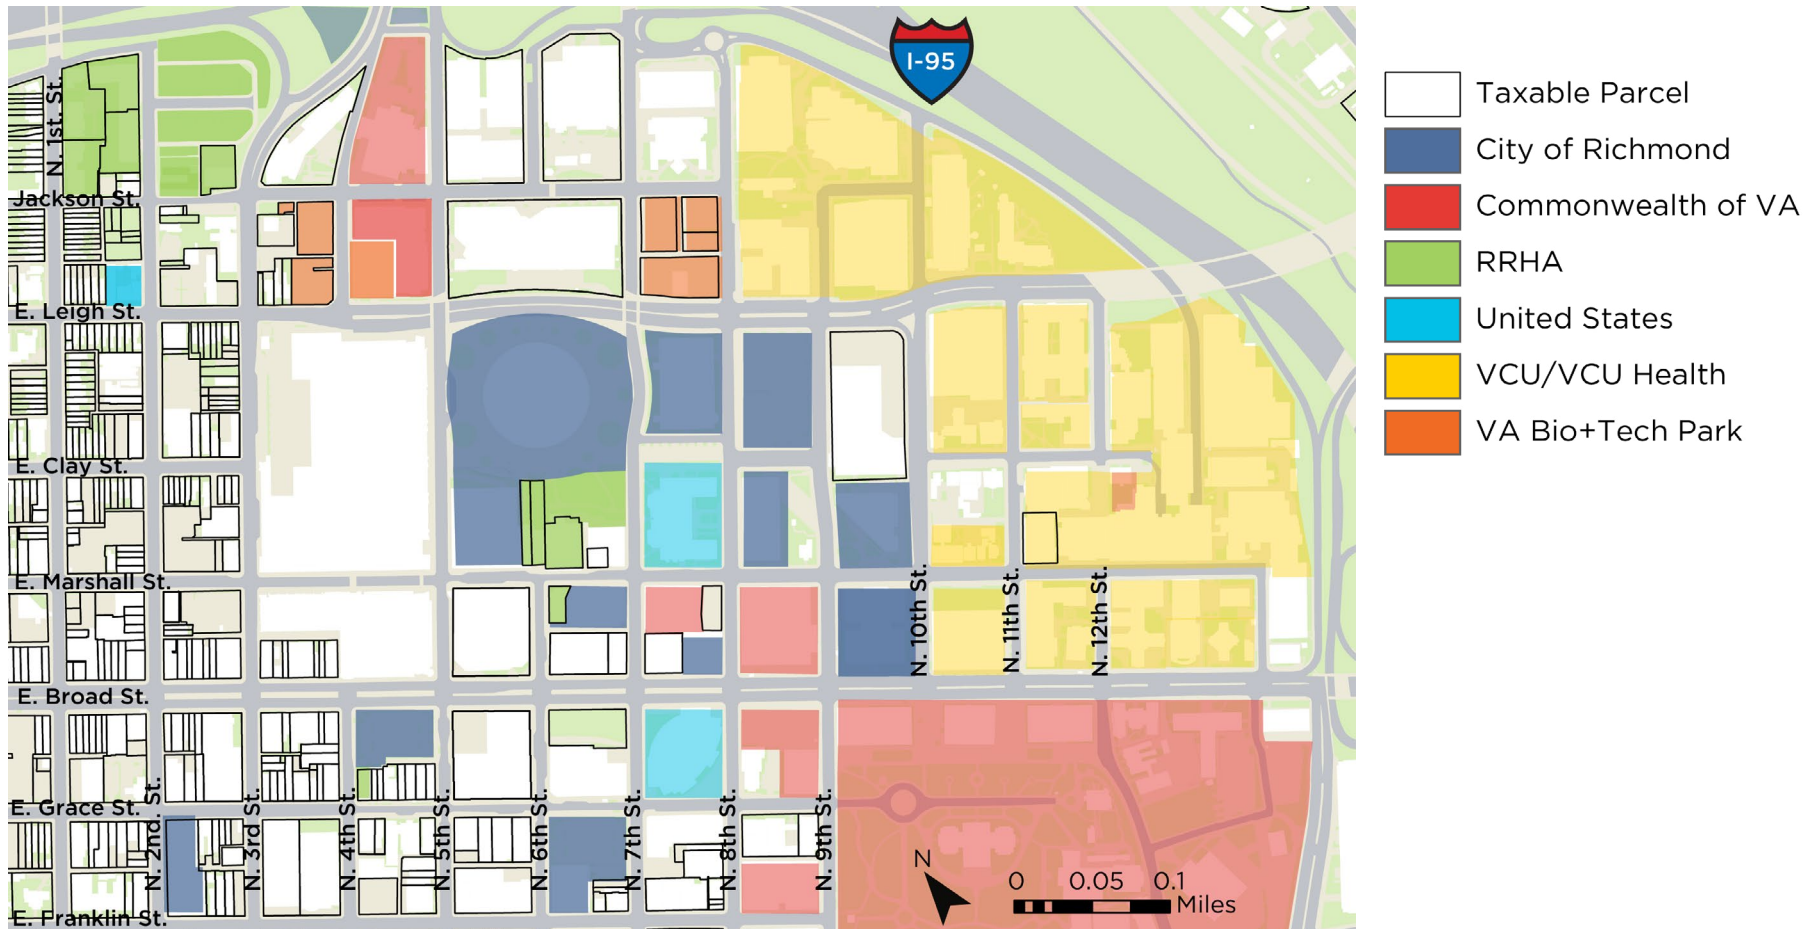 I-95
N. 1st. St.
Jackson St.
E. Leigh St.
E. Clay St.
E. Marshall St.
N. 10th St.
N. 11th St.
N. 12th St.
E. Broad St.
E. Grace St.
N. 2nd. St.
N. 3rd St.
N. 4th St.
N. 5th St.
N. 6th St.
N. 7th St.
N. 8th St.
N. 9th St.
E. Franklin St.
N
0 0.05 0.1
Miles
Taxable Parcel
City of Richmond
Commonwealth of VA
RRHA
United States
VCU/VCU Health
VA Bio+Tech Park